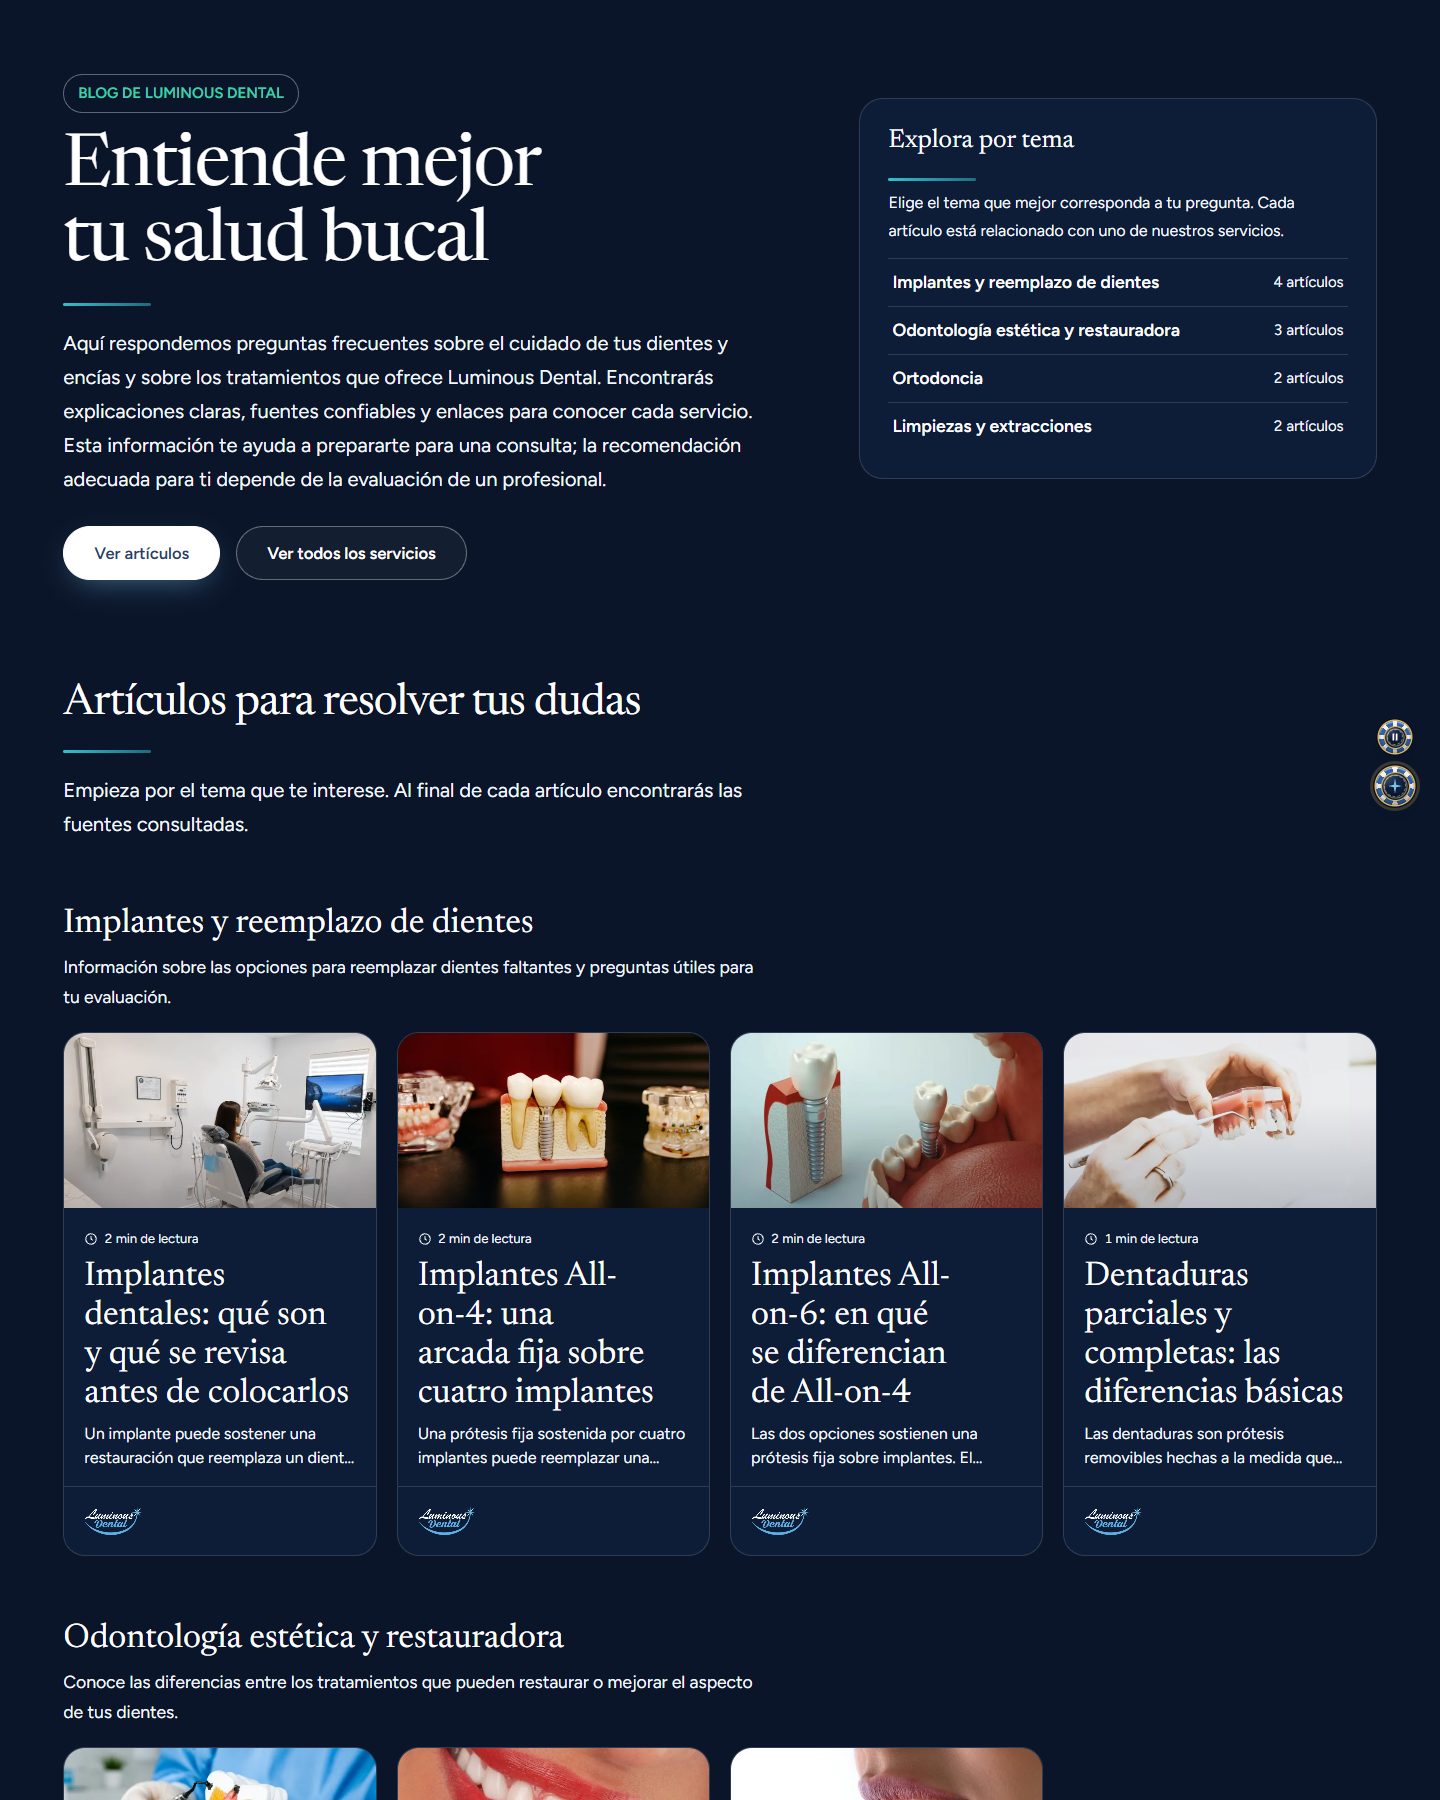 BLOG DE LUMINOUS DENTAL
Entiende mejor
tu salud bucal
Aquí respondemos preguntas frecuentes sobre el cuidado de tus dientes y
encías y sobre los tratamientos que ofrece Luminous Dental. Encontrarás
explicaciones claras, fuentes confiables y enlaces para conocer cada servicio.
Esta información te ayuda a prepararte para una consulta; la recomendación
adecuada para ti depende de la evaluación de un profesional.
Ver artículos
Ver todos los servicios
Explora por tema
Elige el tema que mejor corresponda a tu pregunta. Cada
artículo está relacionado con uno de nuestros servicios.
Implantes y reemplazo de dientes 4 artículos
Odontología estética y restauradora 3 artículos
Ortodoncia 2 artículos
Limpiezas y extracciones 2 artículos
Artículos para resolver tus dudas
Empieza por el tema que te interese. Al final de cada artículo encontrarás las
fuentes consultadas.
Implantes y reemplazo de dientes
Información sobre las opciones para reemplazar dientes faltantes y preguntas útiles para
tu evaluación.
2 min de lectura
Implantes
dentales: qué son
y qué se revisa
antes de colocarlos
Un implante puede sostener una
restauración que reemplaza un dient...
Luminous
Dental
2 min de lectura
Implantes All-
on-4: una
arcada fija sobre
cuatro implantes
Una prótesis fija sostenida por cuatro
implantes puede reemplazar una...
Luminous
Dental
2 min de lectura
Implantes All-
on-6: en qué
se diferencian
de All-on-4
Las dos opciones sostienen una
prótesis fija sobre implantes. El...
Luminous
Dental
1 min de lectura
Dentaduras
parciales y
completas: las
diferencias básicas
Las dentaduras son prótesis
removibles hechas a la medida que...
Luminous
Dental
Odontología estética y restauradora
Conoce las diferencias entre los tratamientos que pueden restaurar o mejorar el aspecto
de tus dientes.